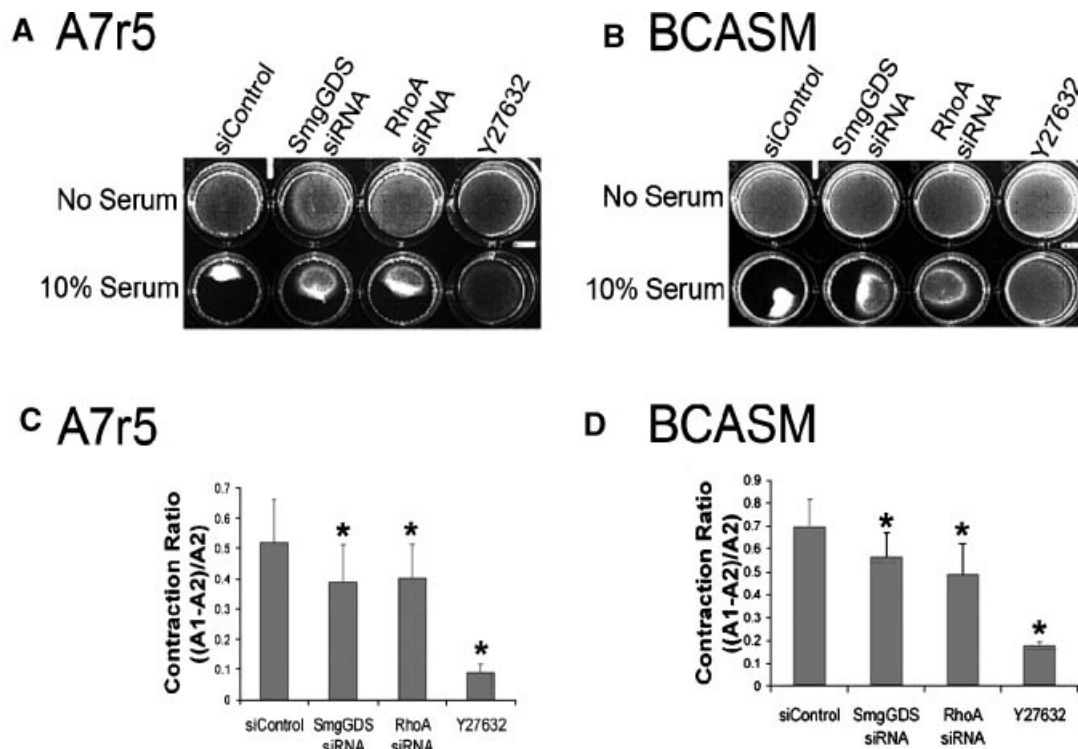 A A7r5
siControl
SmgGDS
siRNA
RhoA
siRNA
Y27632
No Serum
10% Serum
B BCASM
siControl
SmgGDS
siRNA
RhoA
siRNA
Y27632
No Serum
10% Serum
C A7r5
Contraction Ratio
((A1-A2)/A2)
0.7
0.6
0.5
0.4
0.3
0.2
0.1
0
*
*
*
siControl
SmgGDS
siRNA
RhoA
siRNA
Y27632
D BCASM
Contraction Ratio
((A1-A2)/A2)
0.9
0.8
0.7
0.6
0.5
0.4
0.3
0.2
0.1
0
*
*
*
siControl
SmgGDS
siRNA
RhoA
siRNA
Y27632